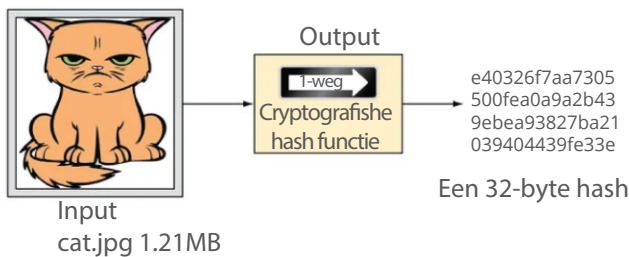 Input
cat.jpg 1.21MB
Output
1-weg
Cryptografishe
hash functie
e40326f7aa7305
500fea0a9a2b43
9ebea93827ba21
039404439fe33e
Een 32-byte hash